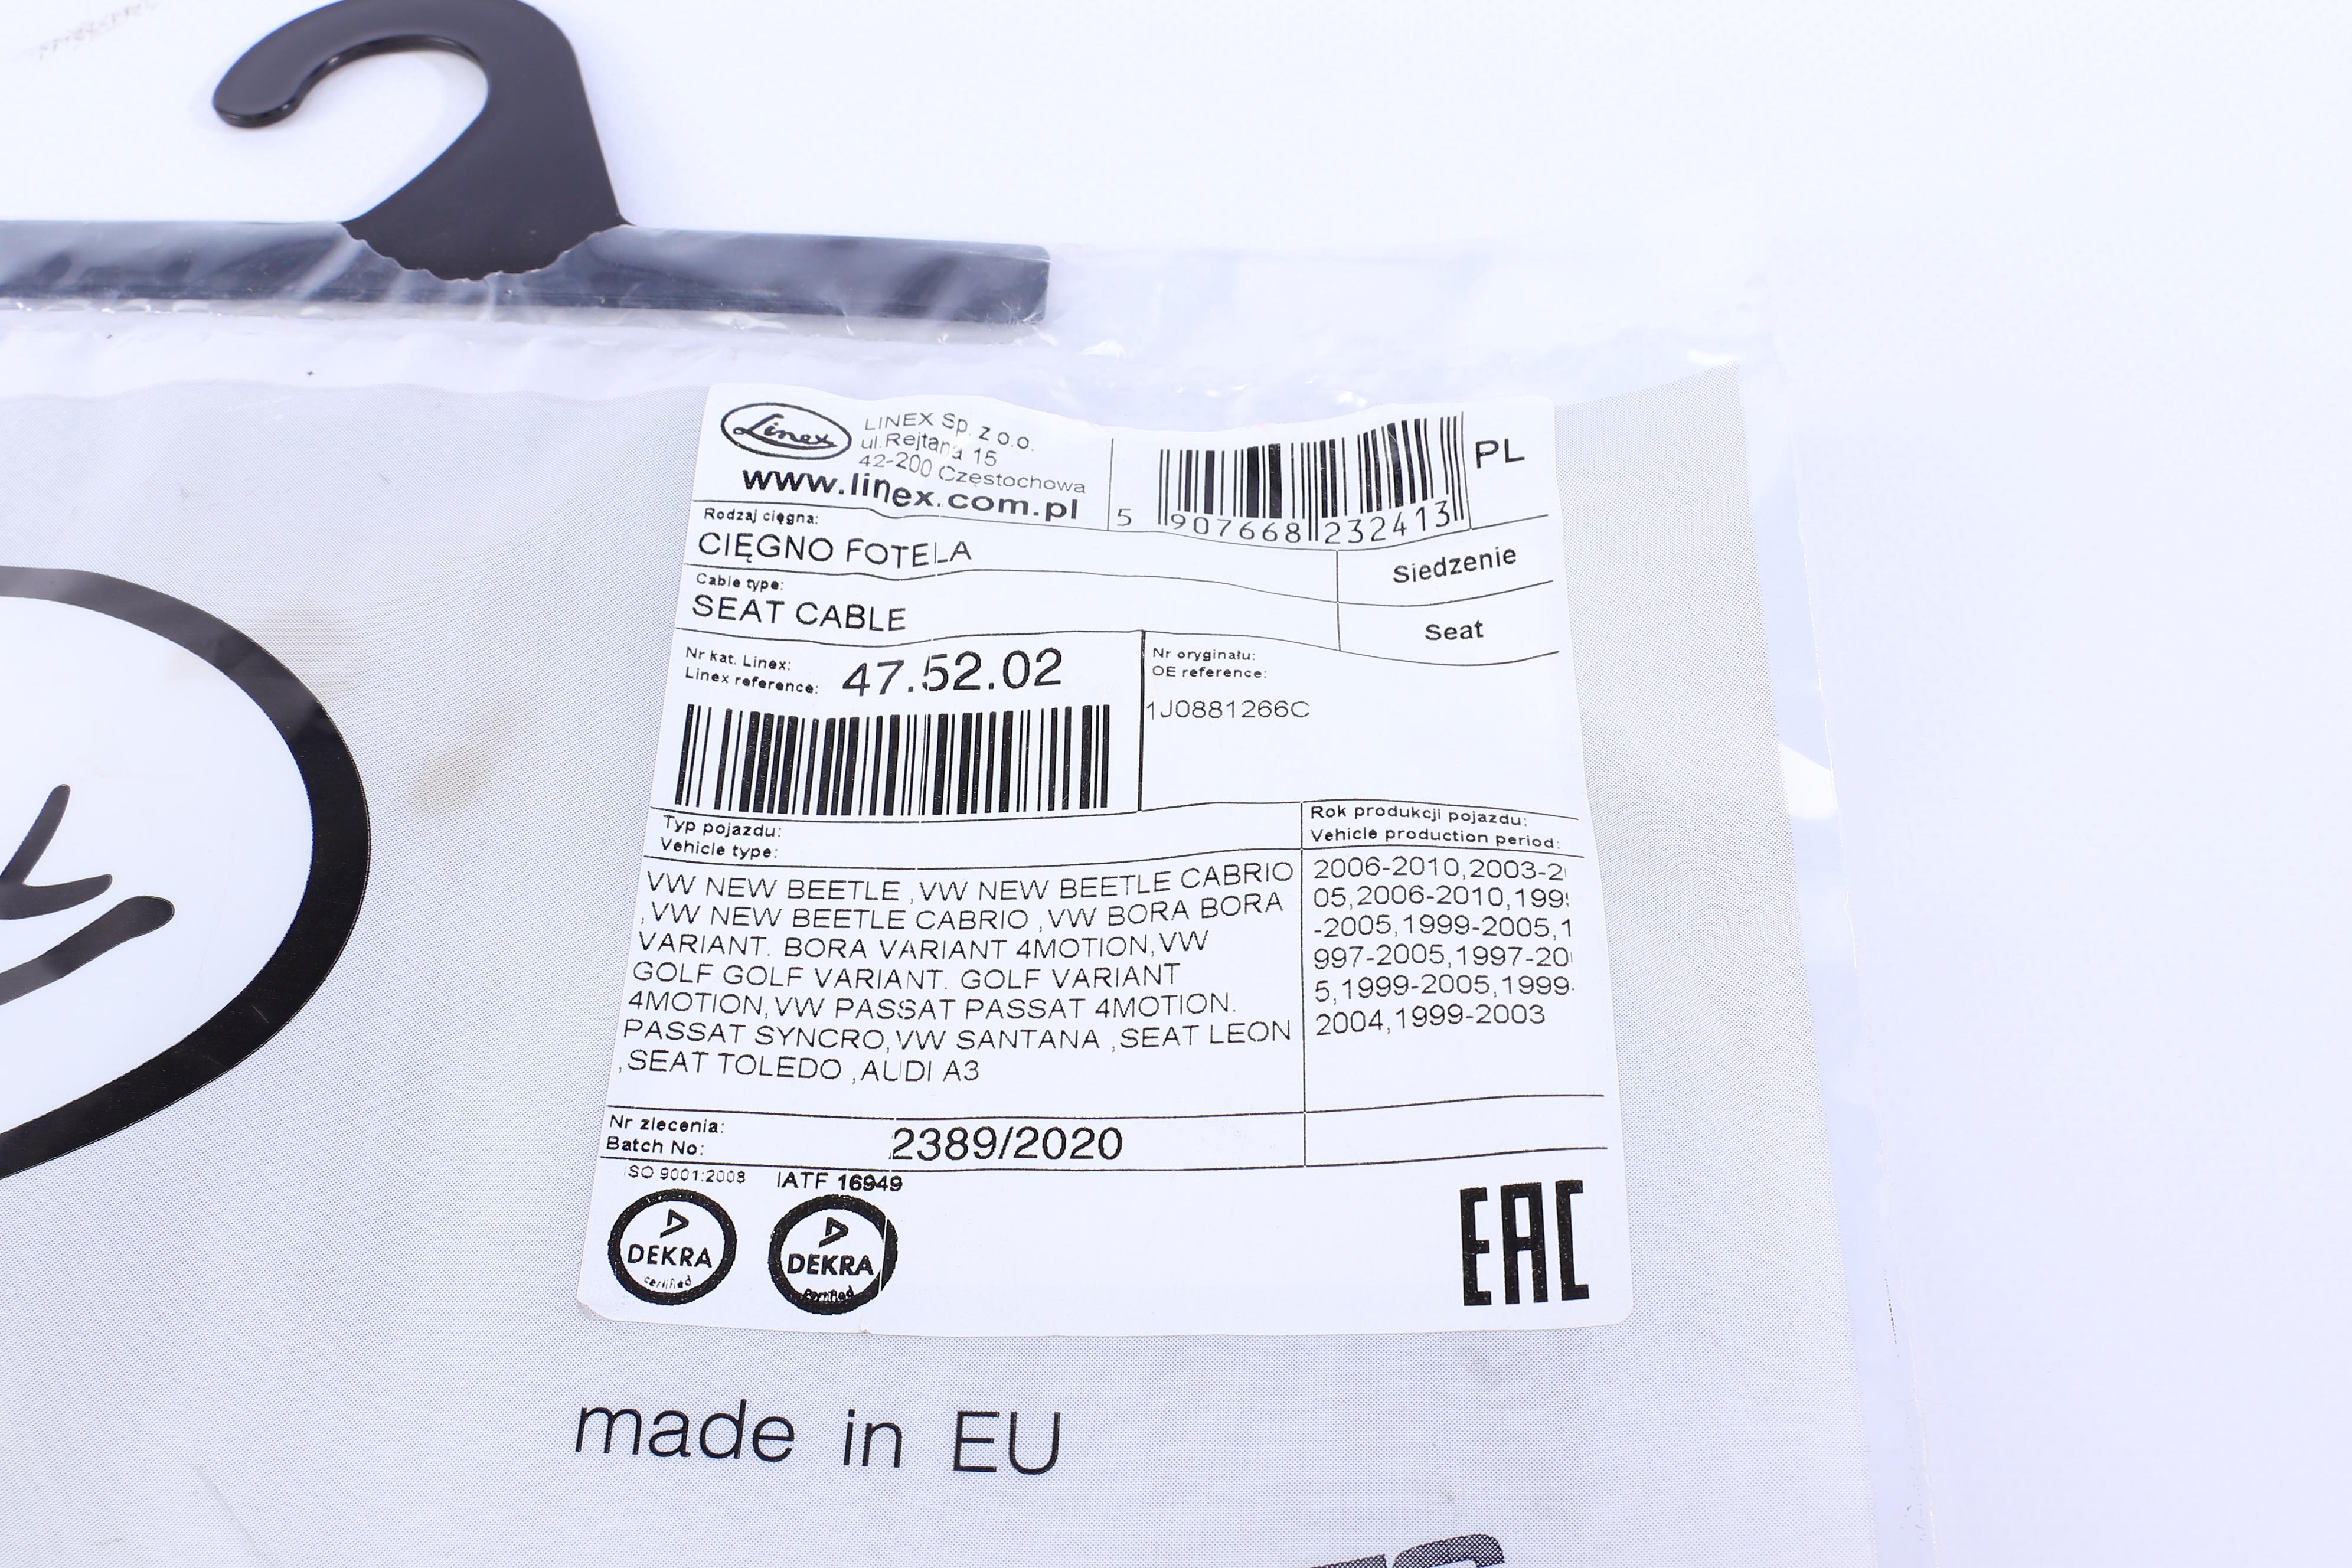 Linex
LINEX Sp. z o.o.
ul.Rejtana 15
42-200 Częstochowa
www.linex.com.pl
5 907668 232413
PL
Rodzaj cięgna:
CIĘGNO FOTELA
Siedzenie
Cable type:
SEAT CABLE
Seat
Nr kat. Linex:
Linex reference:
47.52.02
Nr oryginału:
OE reference:
1J0881266C
Typ pojazdu:
Vehicle type:
Rok produkcji pojazdu:
Vehicle production period:
VW NEW BEETLE ,VW NEW BEETLE CABRIO
,VW NEW BEETLE CABRIO ,VW BORA BORA
VARIANT. BORA VARIANT 4MOTION,VW
GOLF GOLF VARIANT. GOLF VARIANT
4MOTION,VW PASSAT PASSAT 4MOTION.
PASSAT SYNCRO,VW SANTANA ,SEAT LEON
,SEAT TOLEDO ,AUDI A3
2006-2010,2003-2
05,2006-2010,199
-2005,1999-2005,1
997-2005,1997-20
5,1999-2005,1999-
2004,1999-2003
Nr zlecenia:
Batch No:
2389/2020
ISO 9001:2008
IATF 16949
DEKRA
certified
DEKRA
certified
EAC
made in EU